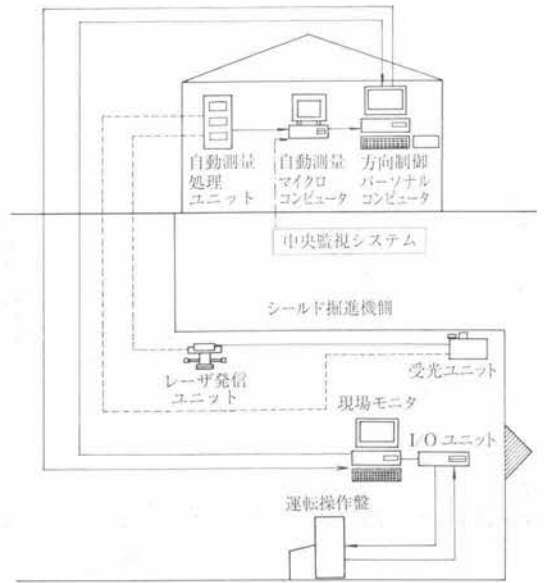 自動測量
処理
ユニット
自動測量
マイクロ
コンピュータ
方向制御
パーソナル
コンピュータ
中央監視システム
シールド掘進機側
レーザ発信
ユニット
受光ユニット
現場モニタ
I/O ユニット
運転操作盤